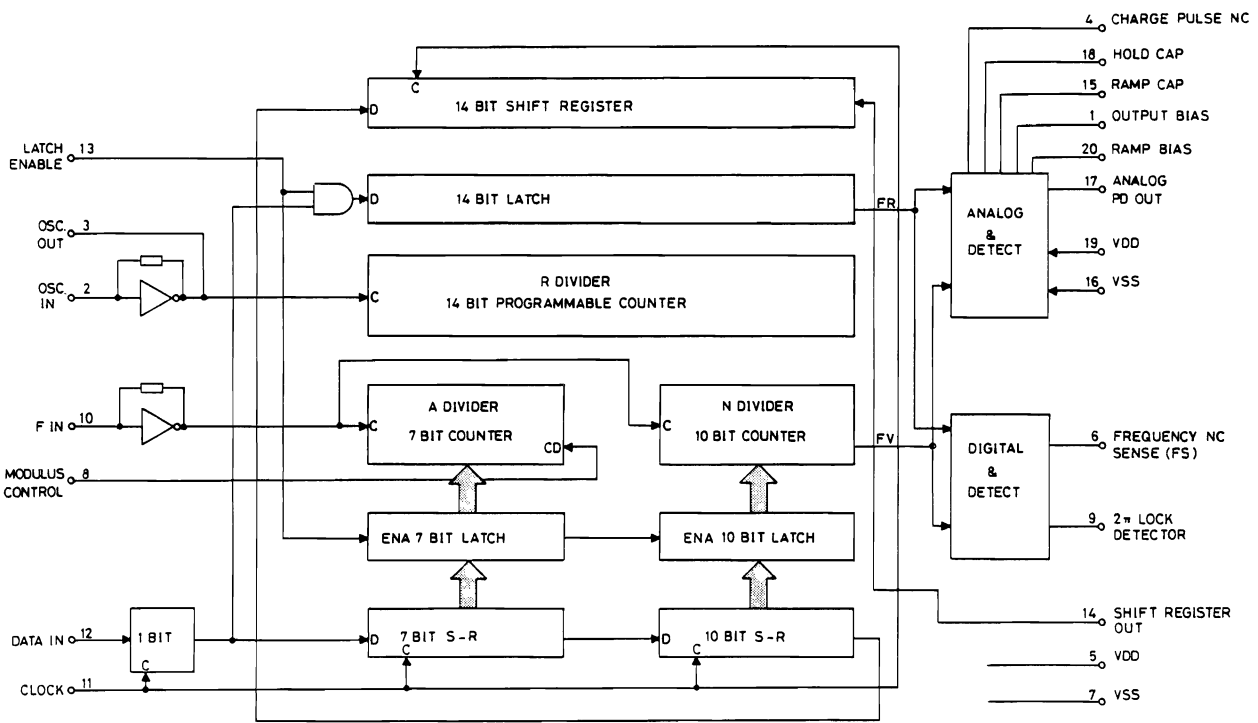 4 CHARGE PULSE NC
18 HOLD CAP
15 RAMP CAP
1 OUTPUT BIAS
20 RAMP BIAS
17 ANALOG
PD OUT
19 VDD
16 VSS
C
D 14 BIT SHIFT REGISTER
LATCH
ENABLE 13
D 14 BIT LATCH
FR
ANALOG
&
DETECT
OSC.
OUT 3
OSC.
IN 2
R DIVIDER
C 14 BIT PROGRAMMABLE COUNTER
F IN 10
A DIVIDER
C 7 BIT COUNTER
CD
N DIVIDER
C 10 BIT COUNTER
FV
DIGITAL
&
DETECT
6 FREQUENCY NC
SENSE (FS)
9 2π LOCK
DETECTOR
MODULUS
CONTROL 8
ENA 7 BIT LATCH
ENA 10 BIT LATCH
DATA IN 12
1 BIT
C
D 7 BIT S-R
C
D 10 BIT S-R
C
14 SHIFT REGISTER
OUT
CLOCK 11
5 VDD
7 VSS